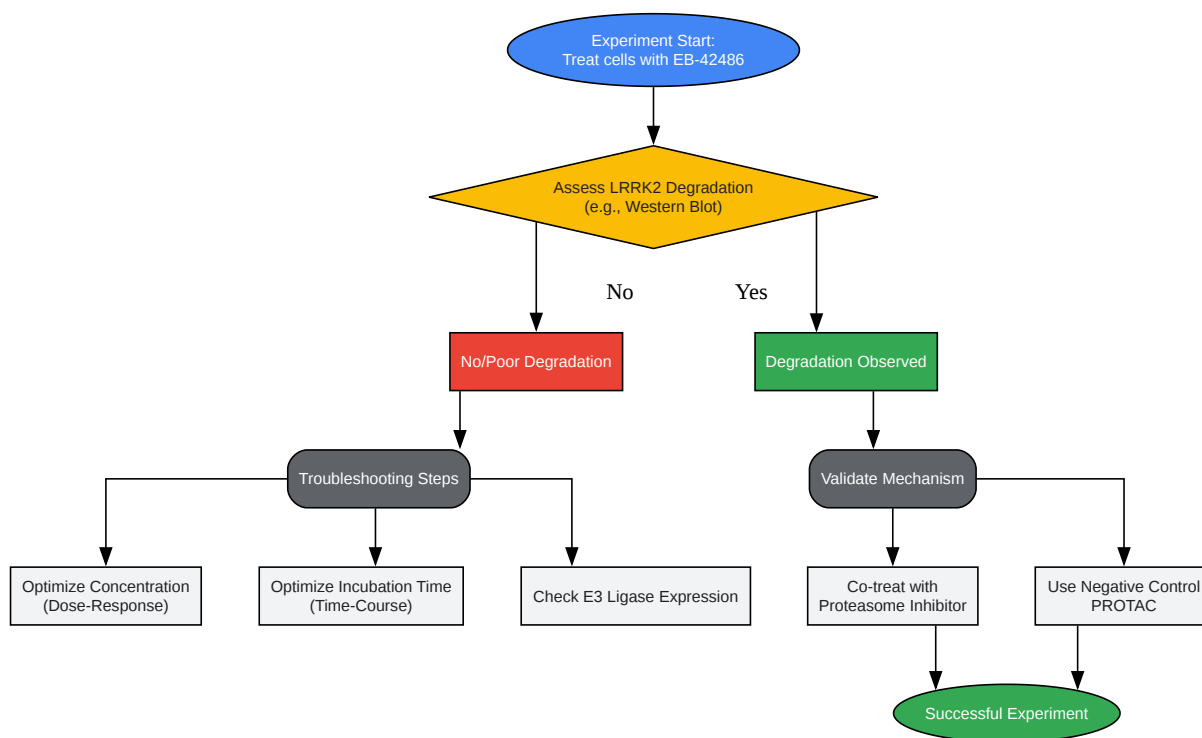 Experiment Start:
Treat cells with EB-42486
Assess LRRK2 Degradation
(e.g., Western Blot)
No
Yes
No/Poor Degradation
Degradation Observed
Troubleshooting Steps
Validate Mechanism
Optimize Concentration
(Dose-Response)
Optimize Incubation Time
(Time-Course)
Check E3 Ligase Expression
Co-treat with
Proteasome Inhibitor
Use Negative Control
PROTAC
Successful Experiment